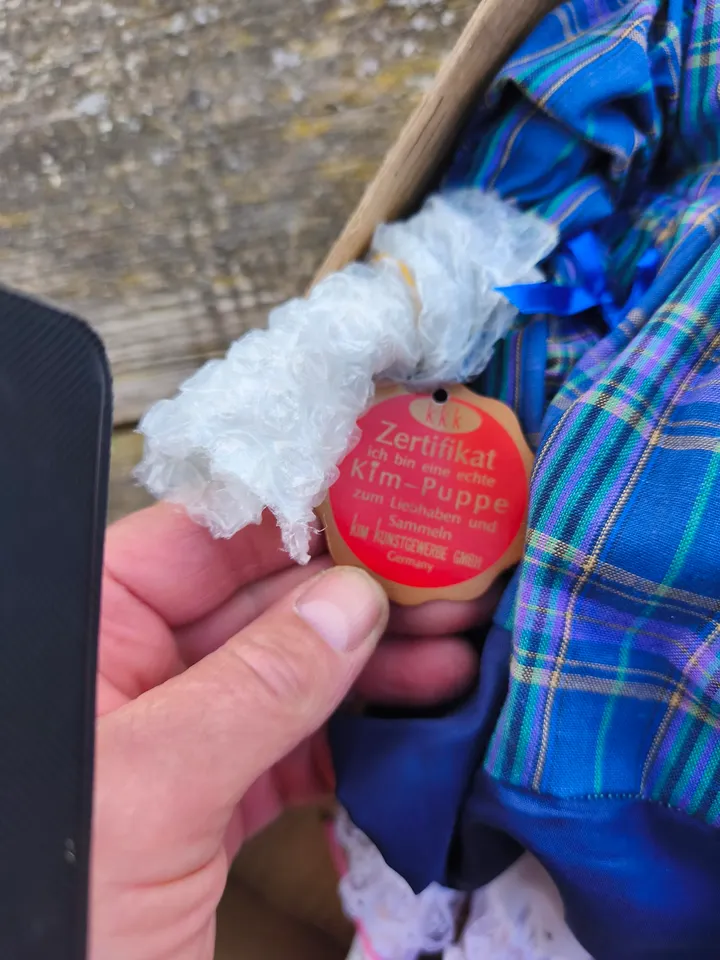 kkk
Zertifikat
ich bin eine echte
Kim-Puppe
zum Liebhaben und
Sammeln
KIM KUNSTGEWERBE GMBH
Germany